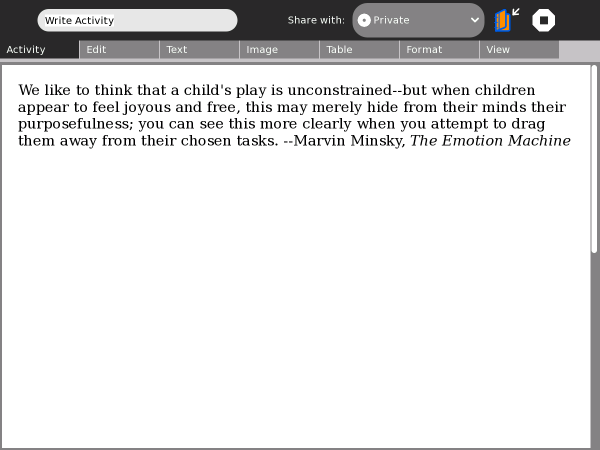 Write Activity
Share with:
Private
Activity
Edit
Text
Image
Table
Format
View
We like to think that a child's play is unconstrained--but when children
appear to feel joyous and free, this may merely hide from their minds their
purposefulness; you can see this more clearly when you attempt to drag
them away from their chosen tasks. --Marvin Minsky, The Emotion Machine